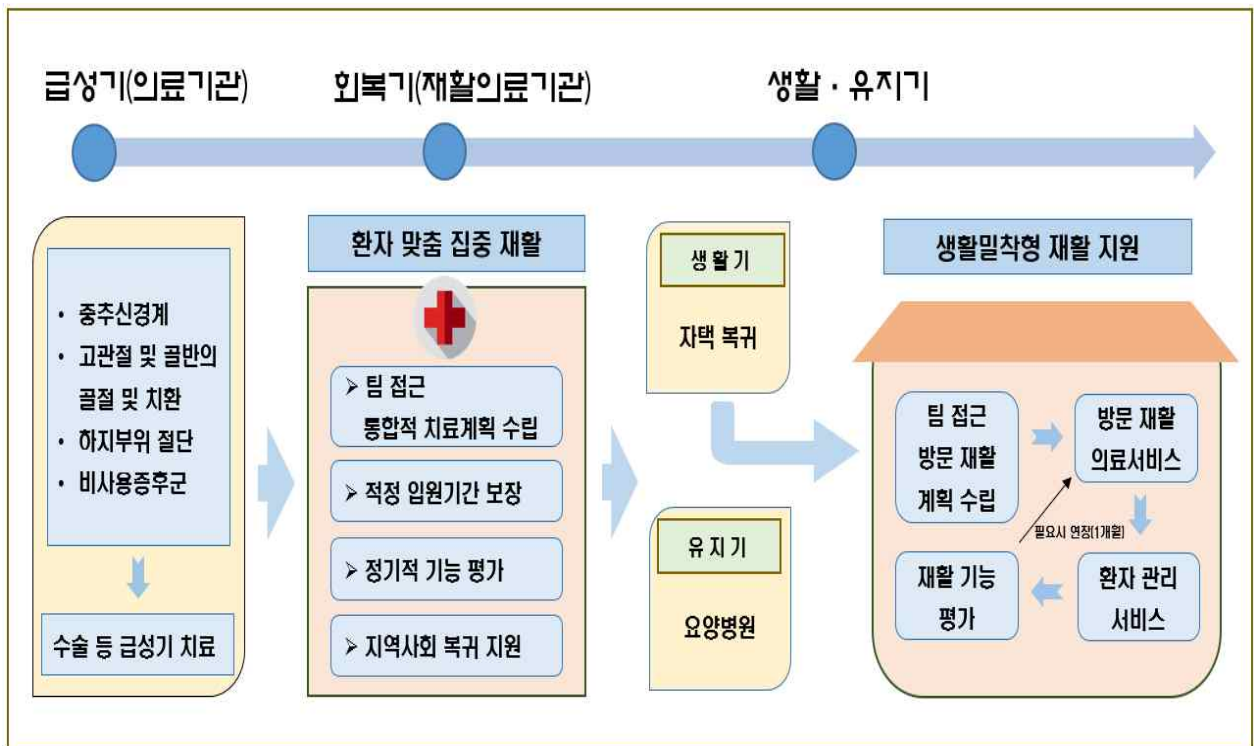 급성기(의료기관)
회복기(재활의료기관)
생활 · 유지기
• 중추신경계
• 고관절 및 골반의
골절 및 치환
• 하지부위 절단
• 비사용증후군
수술 등 급성기 치료
환자 맞춤 집중 재활
➢ 팀 접근
통합적 치료계획 수립
➢ 적정 입원기간 보장
➢ 정기적 기능 평가
➢ 지역사회 복귀 지원
생 활 기
자택 복귀
유 지 기
요양병원
생활밀착형 재활 지원
팀 접근
방문 재활
계획 수립
방문 재활
의료서비스
필요시 연장(1개월)
재활 기능
평가
환자 관리
서비스